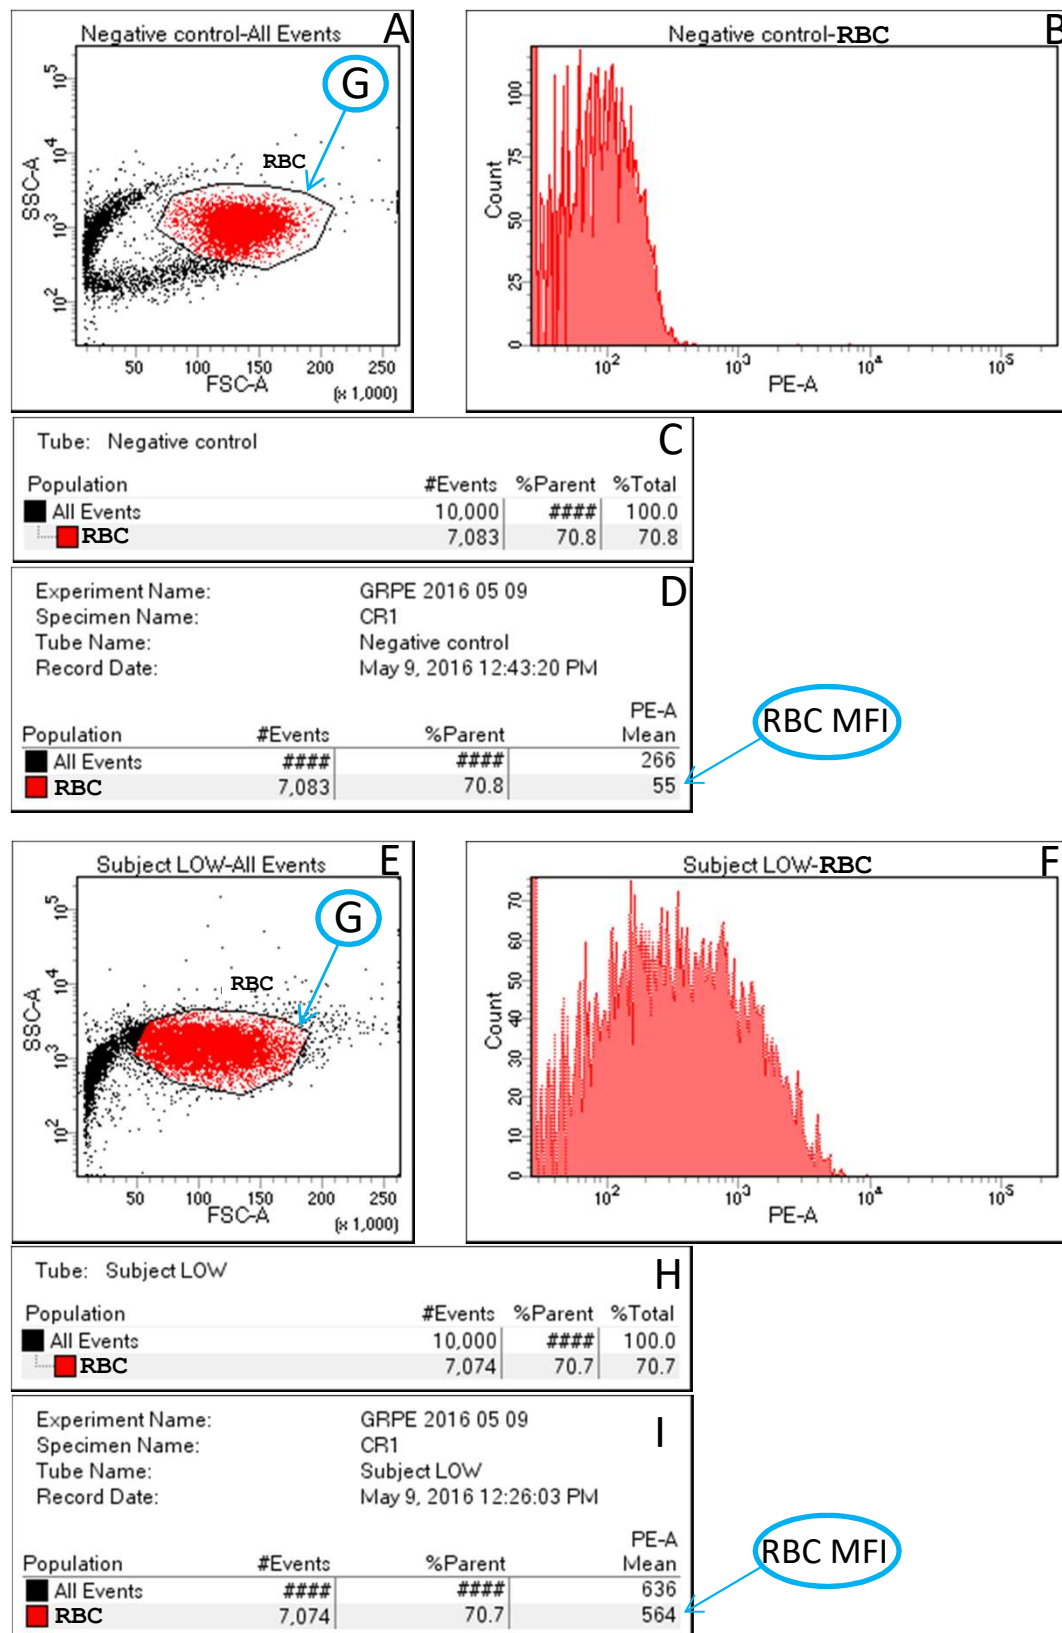 Negative control-All Events
A
G
RBC
SSC-A
10^5
10^4
10^3
10^2
50 100 150 200 250
FSC-A
(x 1,000)
Negative control-RBC
B
Count
100
75
50
25
0
10^2 10^3 10^4 10^5
PE-A
Tube: Negative control
C
Population #Events %Parent %Total
All Events 10,000 #### 100.0
RBC 7,083 70.8 70.8
Experiment Name: GRPE 2016 05 09
D
Specimen Name: CR1
Tube Name: Negative control
Record Date: May 9, 2016 12:43:20 PM
PE-A
Population #Events %Parent Mean
All Events #### #### 266
RBC 7,083 70.8 55
RBC MFI
Subject LOW-All Events
E
G
RBC
SSC-A
10^5
10^4
10^3
10^2
50 100 150 200 250
FSC-A
(x 1,000)
Subject LOW-RBC
F
Count
70
60
50
40
30
20
10
0
10^2 10^3 10^4 10^5
PE-A
Tube: Subject LOW
H
Population #Events %Parent %Total
All Events 10,000 #### 100.0
RBC 7,074 70.7 70.7
Experiment Name: GRPE 2016 05 09
I
Specimen Name: CR1
Tube Name: Subject LOW
Record Date: May 9, 2016 12:26:03 PM
PE-A
Population #Events %Parent Mean
All Events #### #### 636
RBC 7,074 70.7 564
RBC MFI